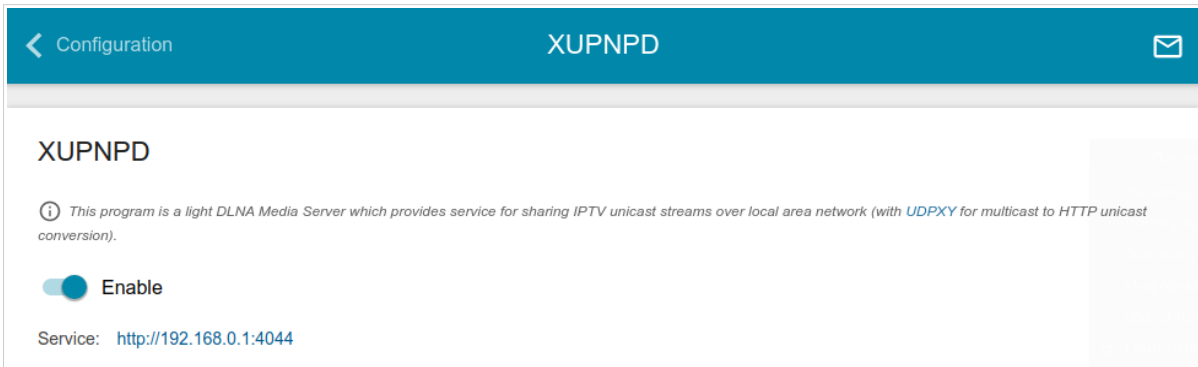 Configuration
XUPNPD
XUPNPD
This program is a light DLNA Media Server which provides service for sharing IPTV unicast streams over local area network (with UDPXY for multicast to HTTP unicast
conversion).
Enable
Service: http://192.168.0.1:4044